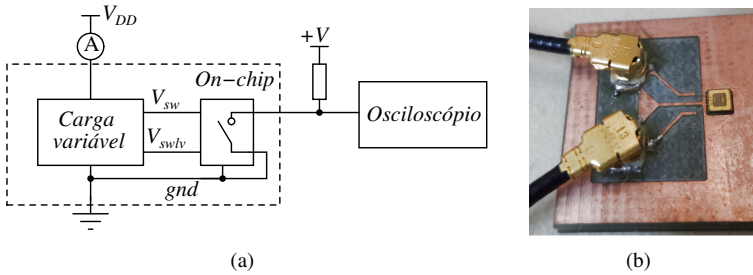 V_DD
A
+V
On-chip
V_sw
Carga
variável
V_swlv
Osciloscópio
gnd
(a)
(b)